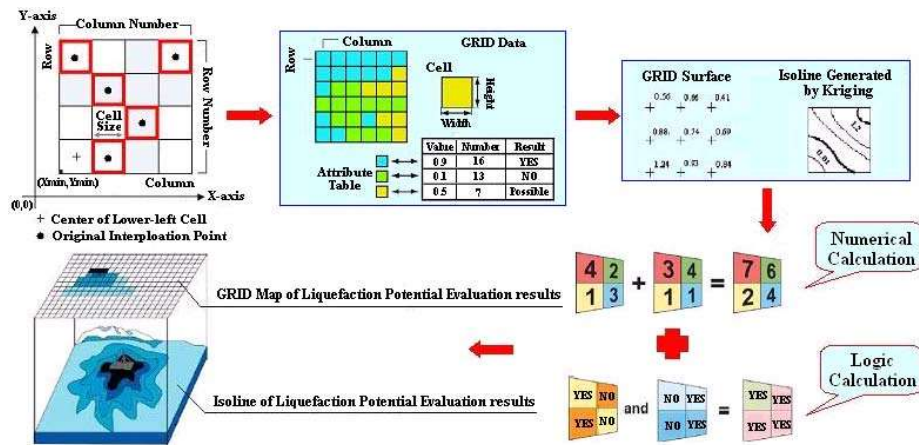 Y-axis
Column Number
Row
Row Number
Cell
Size
(Xmin,Ymin)
Column
X-axis
(0,0)
+ Center of Lower-left Cell
● Original Interploation Point
Column
Row
GRID Data
Cell
Height
Width
Attribute
Table
Value Number Result
0.9 16 YES
0.1 13 NO
0.5 7 Possible
GRID Surface
0.56 0.66 0.41
0.88 0.74 0.69
1.24 0.93 0.84
Isoline Generated
by Kriging
1.2
0.01
Numerical
Calculation
4 2
1 3
+
3 4
1 1
=
7 6
2 4
GRID Map of Liquefaction Potential Evaluation results
Isoline of Liquefaction Potential Evaluation results
Logic
Calculation
YES NO
YES NO
and
NO YES
NO YES
=
YES YES
YES YES